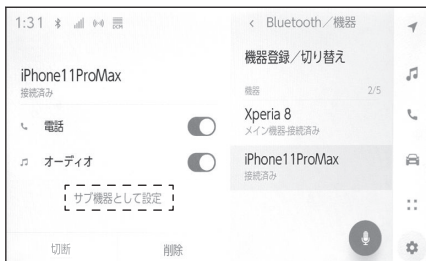 1:31
iPhone11ProMax
接続済み
電話
オーディオ
サブ機器として設定
切断
削除
Bluetooth／機器
機器登録／切り替え
機器 2/5
Xperia 8
メイン機器-接続済み
iPhone11ProMax
接続済み